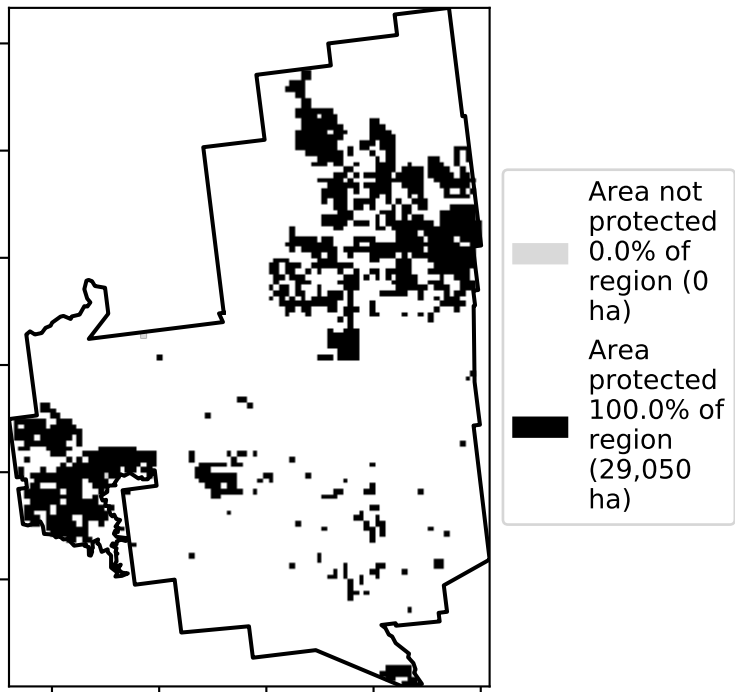 Area not
protected
0.0% of
region (0
ha)
Area
protected
100.0% of
region
(29,050
ha)